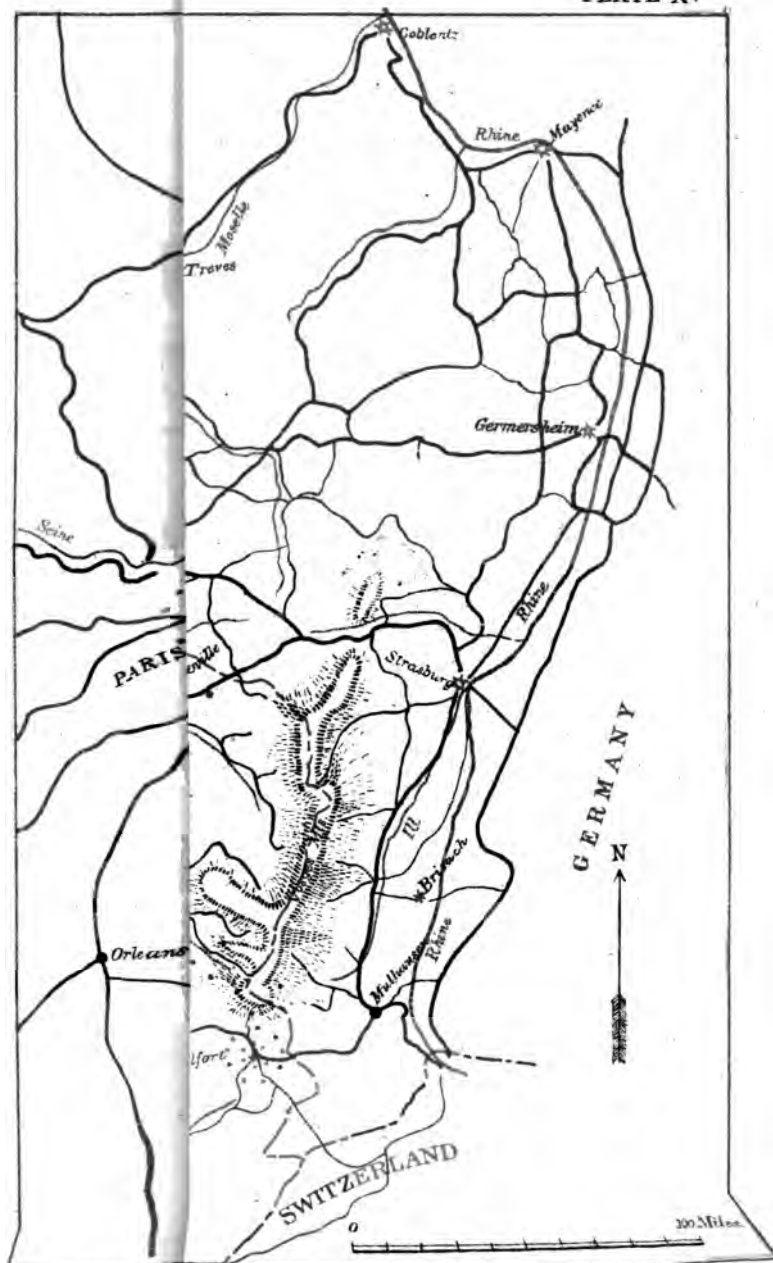 Coblentz
Rhine
Mayence
Moselle
Treves
Germersheim
Seine
Rhine
PARIS
Strasburg
GERMANY
Ill
N
Brisach
Rhine
Orleans
Mulhausen
lfort
SWITZERLAND
0
100 Miles